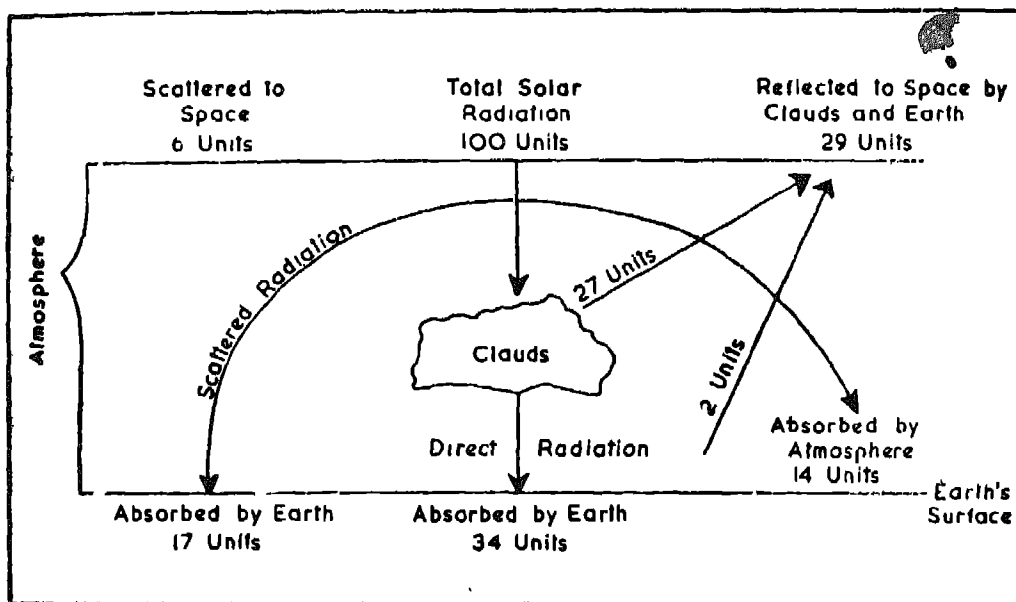 Scattered to
Space
6 Units
Total Solar
Radiation
100 Units
Reflected to Space by
Clouds and Earth
29 Units
Atmosphere
Scattered Radiation
27 Units
Clauds
2 Units
Direct Radiation
Absorbed by
Atmosphere
14 Units
Earth's
Surface
Absorbed by Earth
17 Units
Absorbed by Earth
34 Units